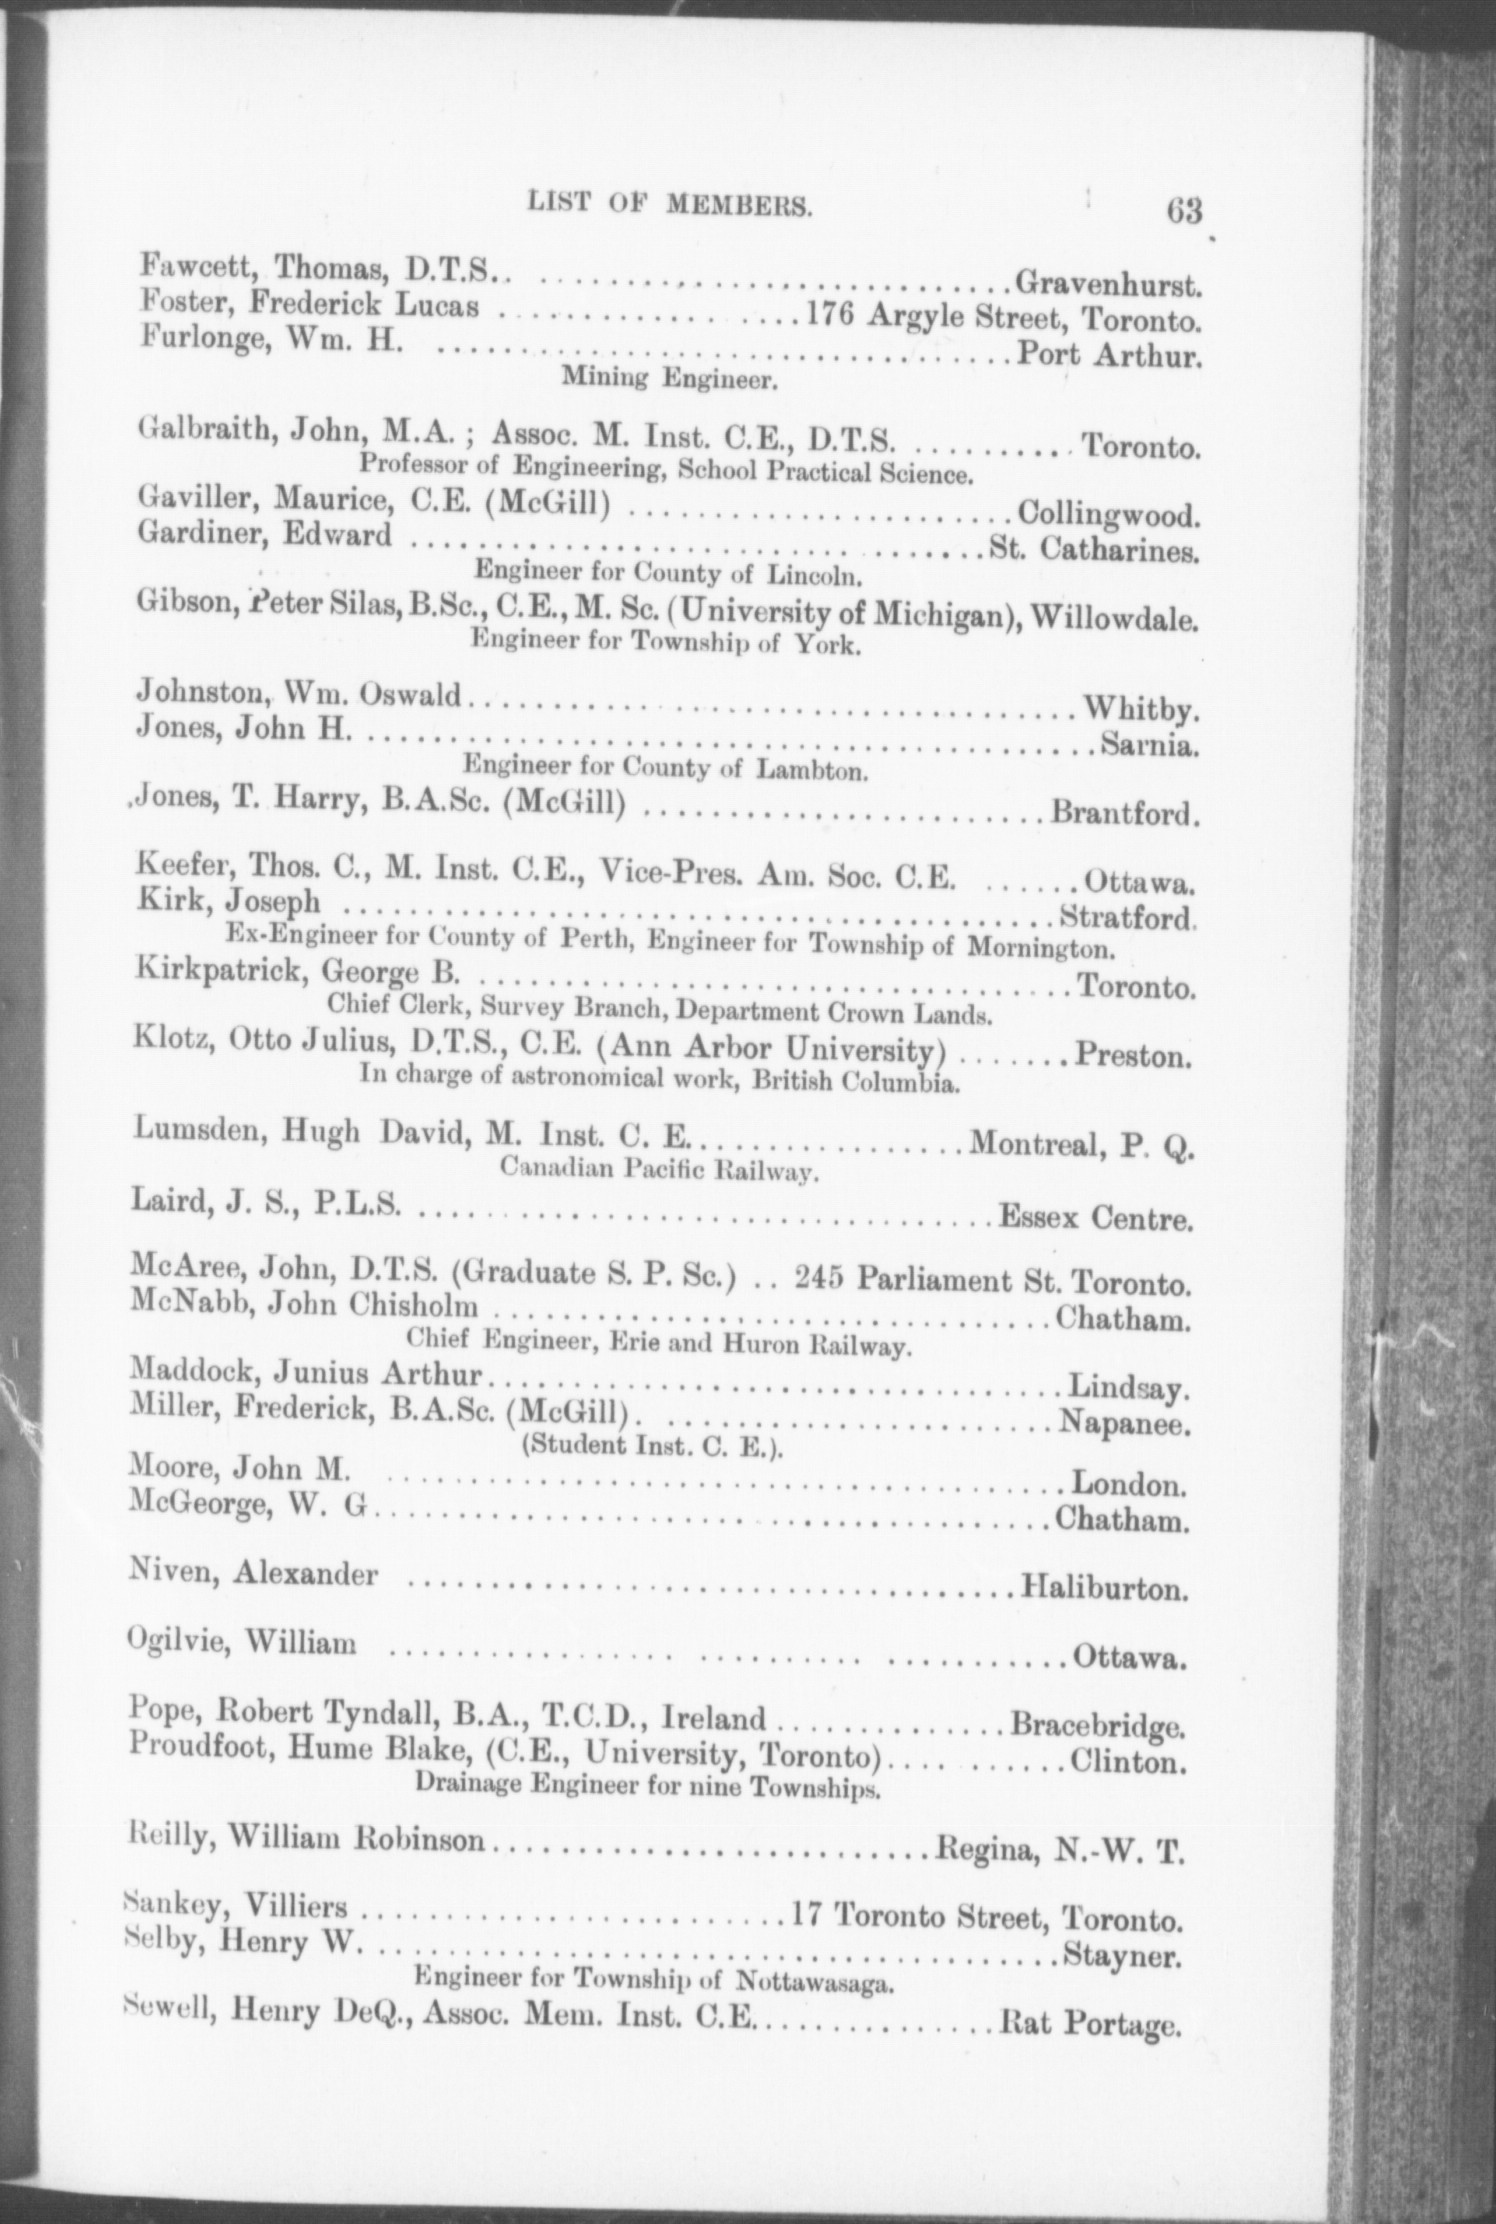 LIST OF MEMBERS. 63
Fawcett, Thomas, D.T.S.. ..............................Gravenhurst.
Foster, Frederick Lucas ................ ....176 Argyle Street, Toronto.
Furlonge, Wm. H. ...................................Port Arthur.
Mining Engineer.
Galbraith, John, M.A. ; Assoc. M. Inst. C.E., D.T.S. ..........Toronto.
Professor of Engineering, School Practical Science.
Gaviller, Maurice, C.E. (McGill) .......................Collingwood.
Gardiner, Edward .................................St. Catharines.
Engineer for County of Lincoln.
Gibson, Peter Silas, B.Sc., C.E., M. Sc. (University of Michigan), Willowdale.
Engineer for Township of York.
Johnston, Wm. Oswald....................................Whitby.
Jones, John H. ...........................................Sarnia.
Engineer for County of Lambton.
Jones, T. Harry, B.A.Sc. (McGill) ........................Brantford.
Keefer, Thos. C., M. Inst. C.E., Vice-Pres. Am. Soc. C.E. ......Ottawa.
Kirk, Joseph ..........................................Stratford.
Ex-Engineer for County of Perth, Engineer for Township of Mornington.
Kirkpatrick, George B. ...................................Toronto.
Chief Clerk, Survey Branch, Department Crown Lands.
Klotz, Otto Julius, D.T.S., C.E. (Ann Arbor University) .......Preston.
In charge of astronomical work, British Columbia.
Lumsden, Hugh David, M. Inst. C. E.................Montreal, P. Q.
Canadian Pacific Railway.
Laird, J. S., P.L.S. ..................................Essex Centre.
McAree, John, D.T.S. (Graduate S. P. Sc.) .. 245 Parliament St. Toronto.
McNabb, John Chisholm .................................Chatham.
Chief Engineer, Erie and Huron Railway.
Maddock, Junius Arthur..................................Lindsay.
Miller, Frederick, B.A.Sc. (McGill). .......................Napanee.
(Student Inst. C. E.).
Moore, John M. ........................................London.
McGeorge, W. G........................................Chatham.
Niven, Alexander ....................................Haliburton.
Ogilvie, William ................. .......... ...........Ottawa.
Pope, Robert Tyndall, B.A., T.C.D., Ireland ..............Bracebridge.
Proudfoot, Hume Blake, (C.E., University, Toronto).... ......Clinton.
Drainage Engineer for nine Townships.
Reilly, William Robinson..........................Regina, N.-W. T.
Sankey, Villiers .........................17 Toronto Street, Toronto.
Selby, Henry W. .........................................Stayner.
Engineer for Township of Nottawasaga.
Sewell, Henry DeQ., Assoc. Mem. Inst. C.E...............Rat Portage.